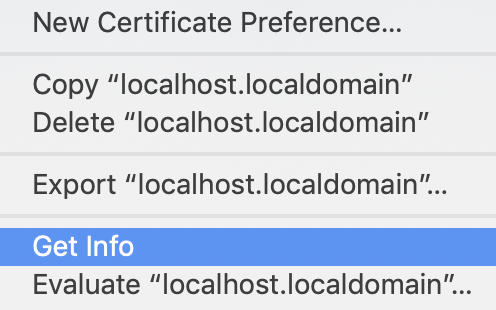 New Certificate Preference...
Copy “localhost.localdomain”
Delete “localhost.localdomain”
Export “localhost.localdomain”...
Get Info
Evaluate “localhost.localdomain”...